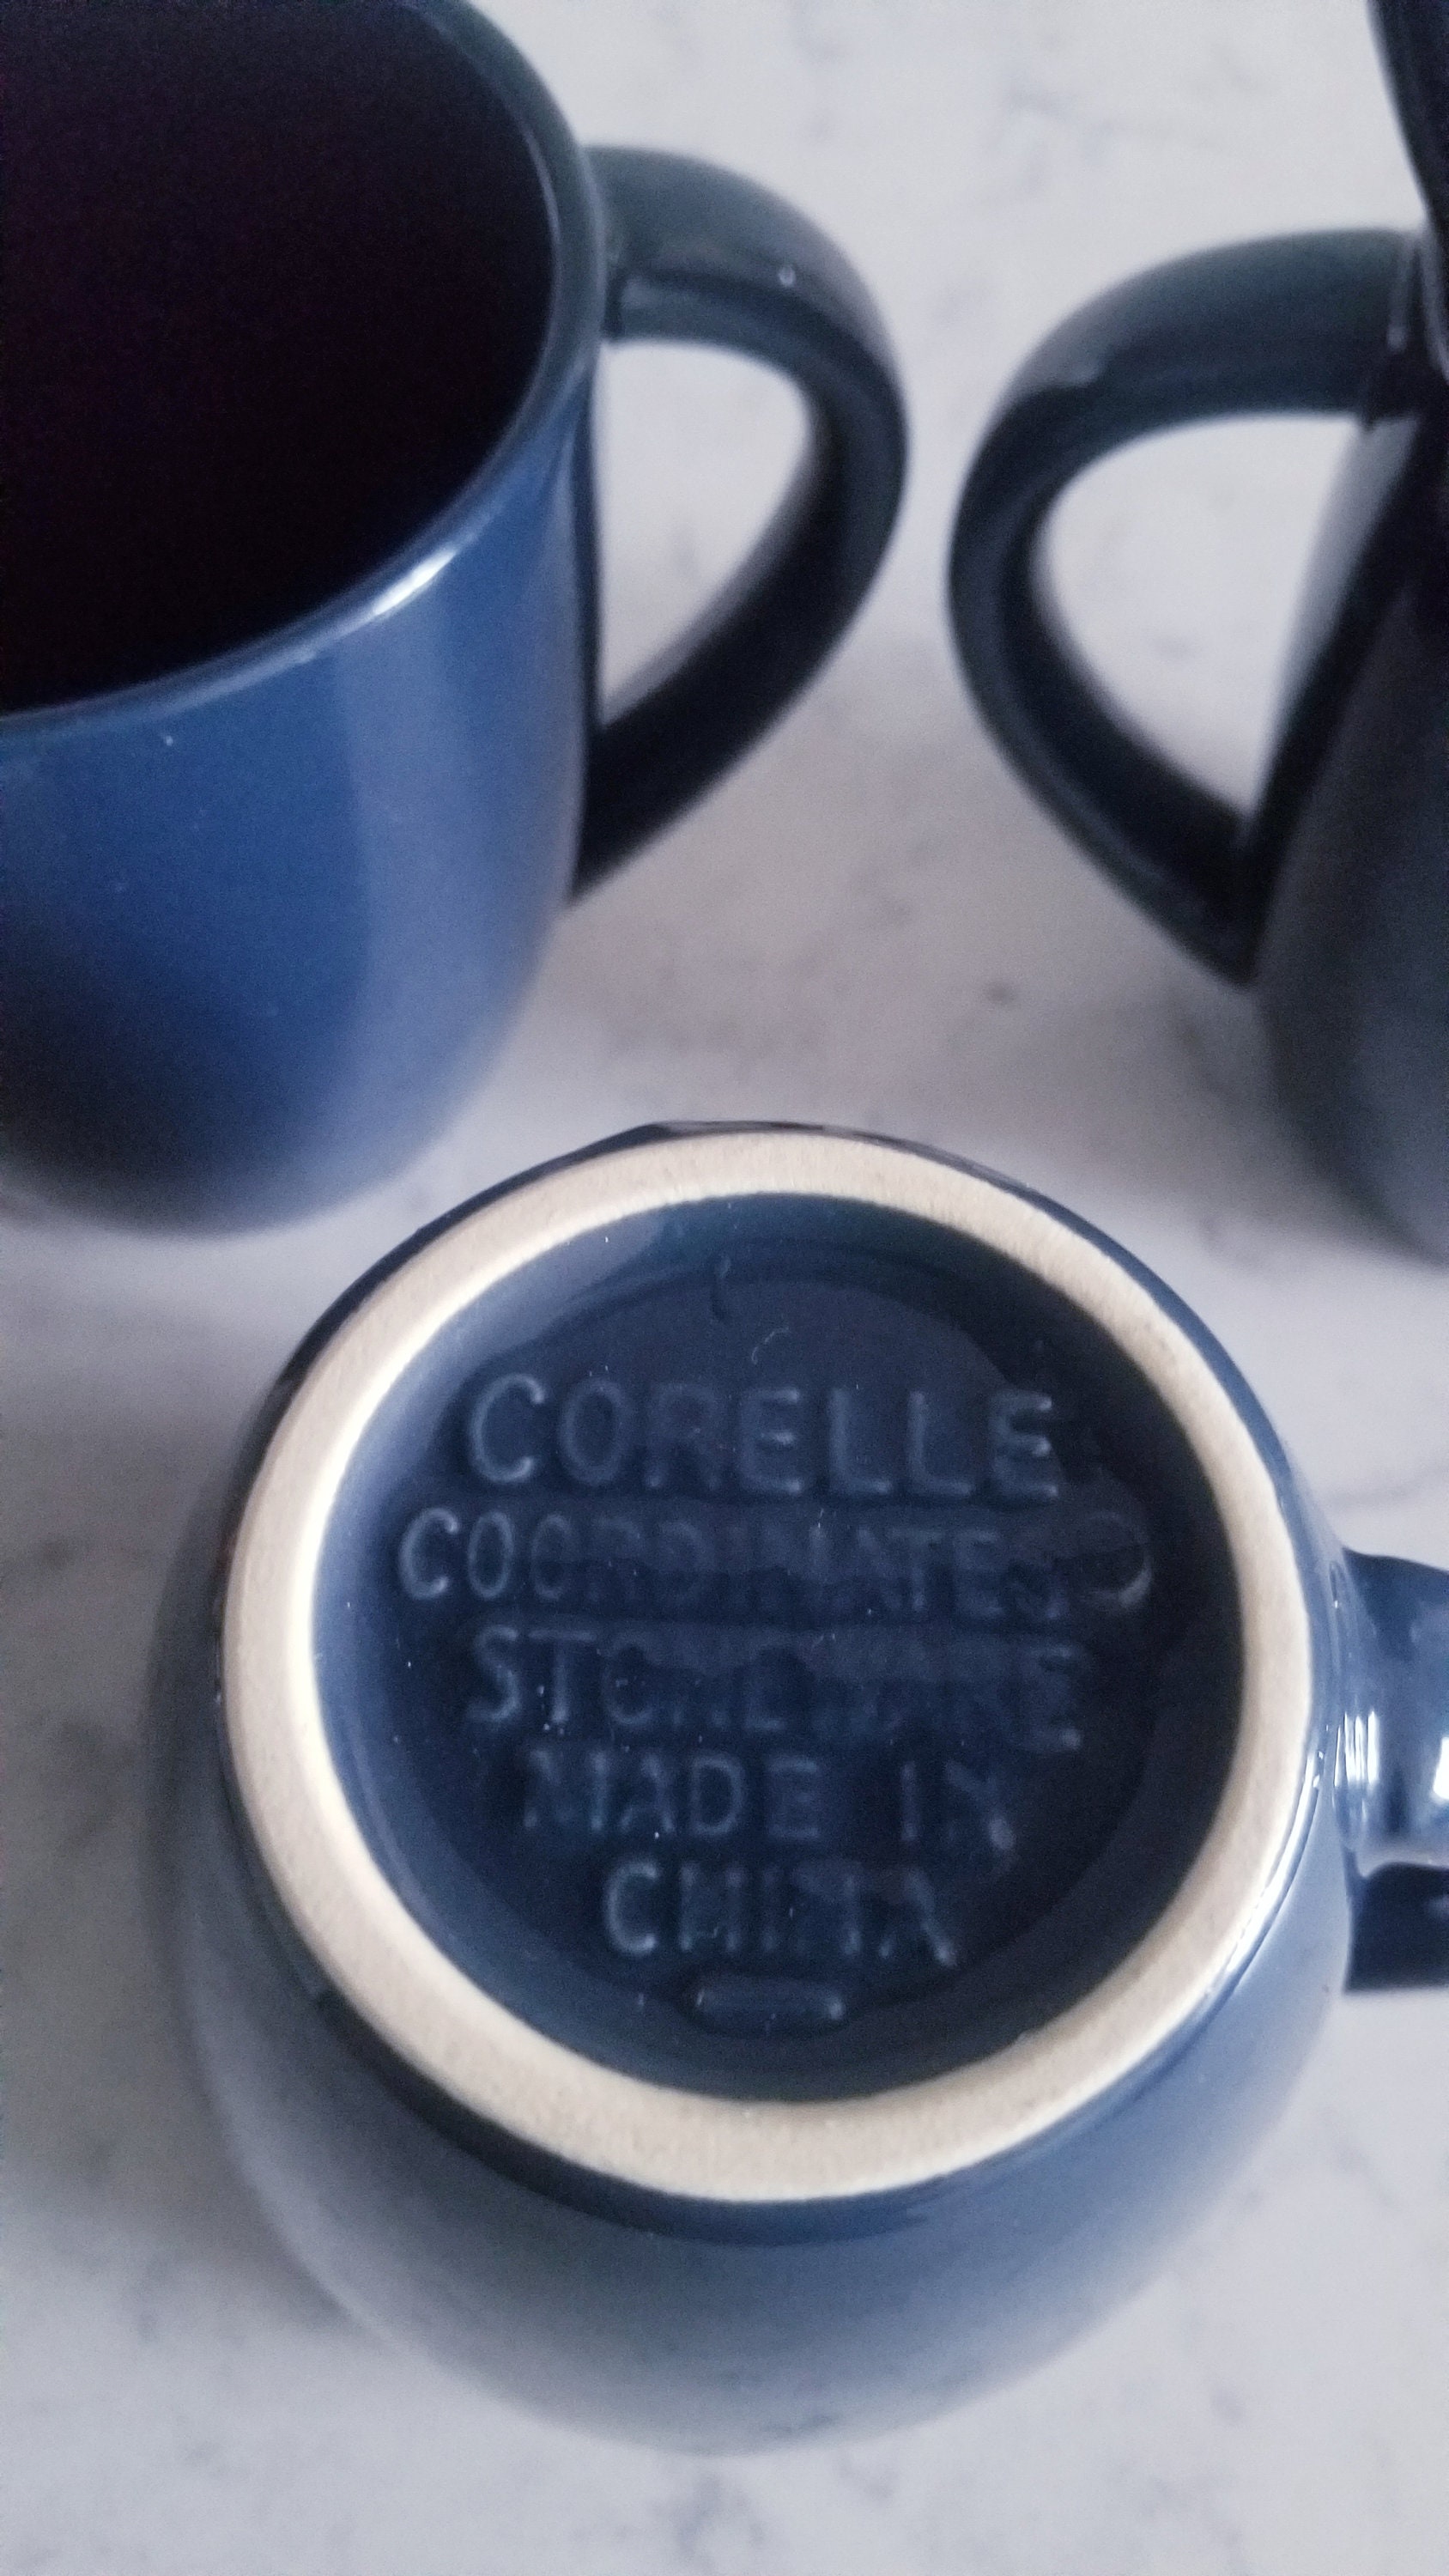 CORELLE
COORDINATES®
STONEWARE
MADE IN
CHINA